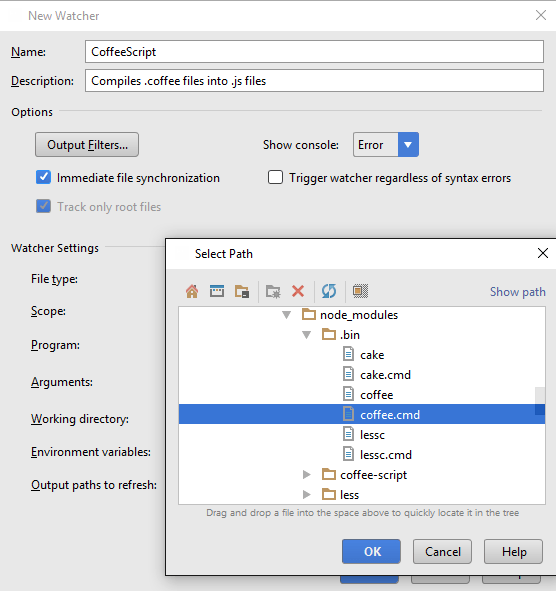 New Watcher
Name: CoffeeScript
Description: Compiles .coffee files into .js files
Options
Output Filters... Show console: Error
Immediate file synchronization Trigger watcher regardless of syntax errors
Track only root files
Watcher Settings
File type:
Scope:
Program:
Arguments:
Working directory:
Environment variables:
Output paths to refresh:
Select Path
Show path
node_modules
.bin
cake
cake.cmd
coffee
coffee.cmd
lessc
lessc.cmd
coffee-script
less
Drag and drop a file into the space above to quickly locate it in the tree
OK Cancel Help